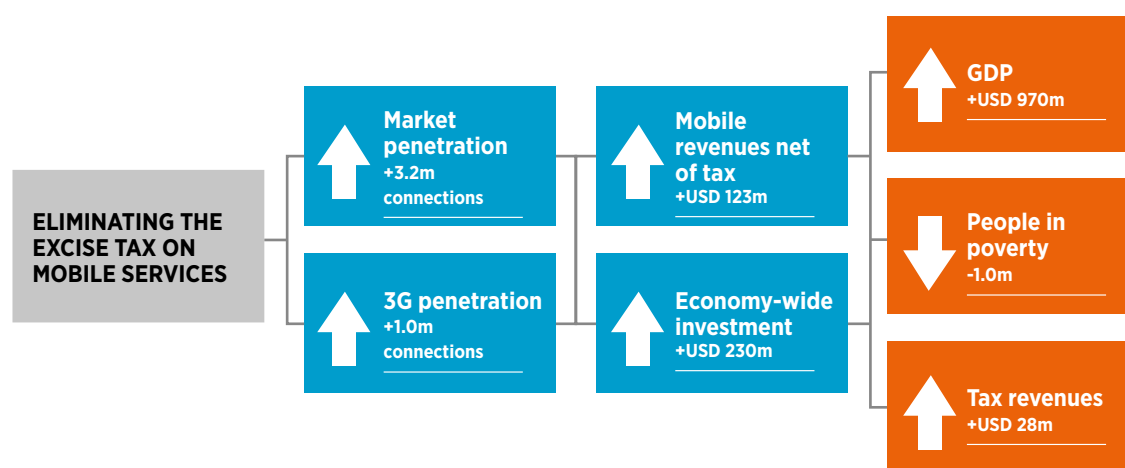 ELIMINATING THE
EXCISE TAX ON
MOBILE SERVICES
Market
penetration
+3.2m
connections
3G penetration
+1.0m
connections
Mobile
revenues net
of tax
+USD 123m
Economy-wide
investment
+USD 230m
GDP
+USD 970m
People in
poverty
-1.0m
Tax revenues
+USD 28m